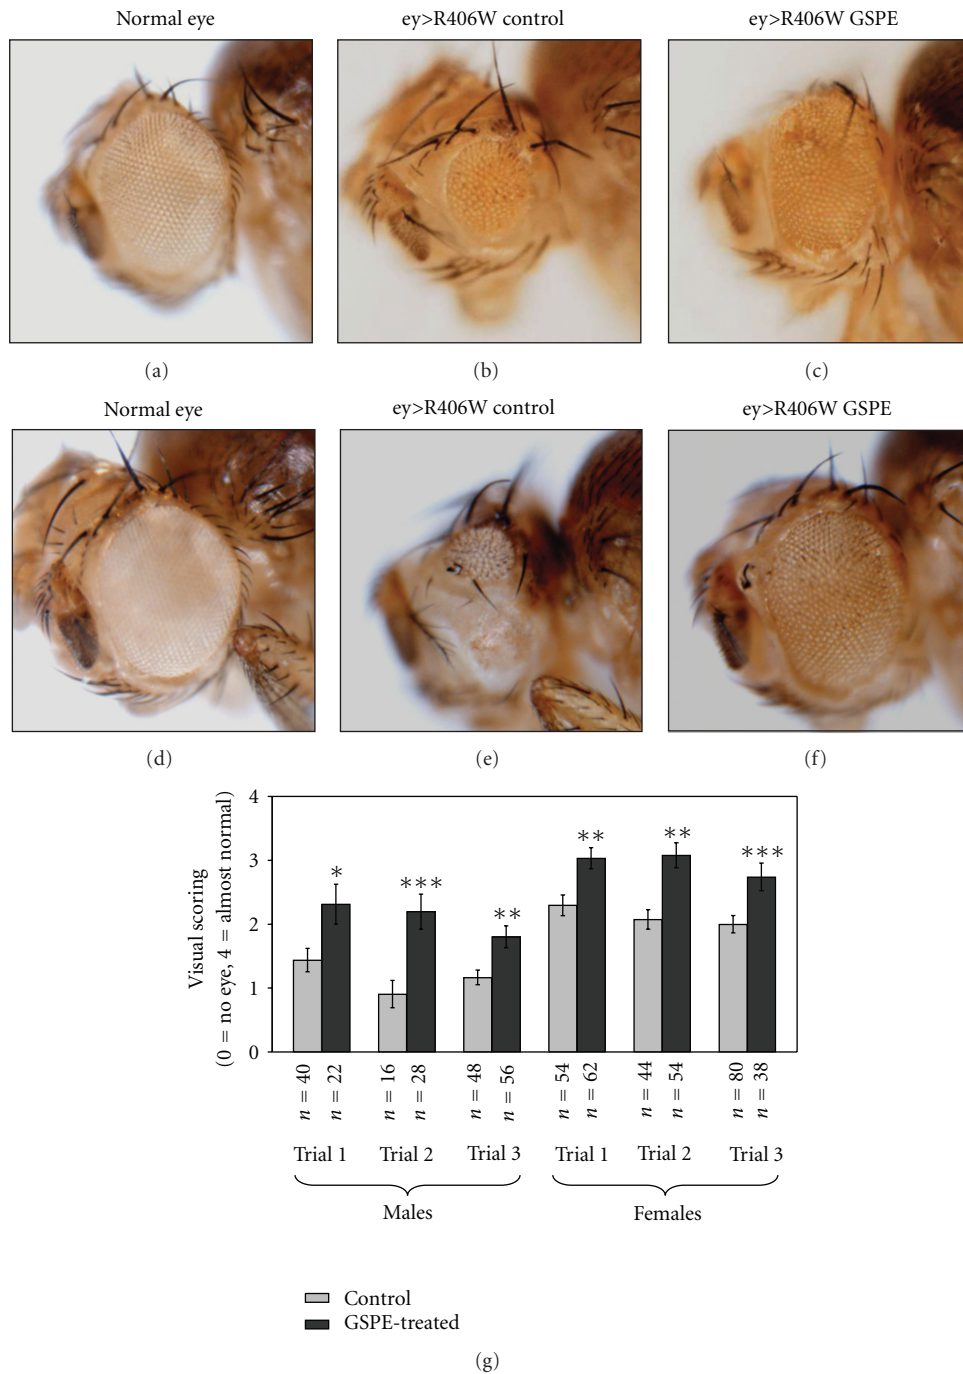 Normal eye
ey>R406W control
ey>R406W GSPE
(a)
(b)
(c)
Normal eye
ey>R406W control
ey>R406W GSPE
(d)
(e)
(f)
Visual scoring
(0 = no eye, 4 = almost normal)
4
3
2
1
0
*
***
**
**
**
***
n = 40
n = 22
n = 16
n = 28
n = 48
n = 56
n = 54
n = 62
n = 44
n = 54
n = 80
n = 38
Trial 1
Trial 2
Trial 3
Trial 1
Trial 2
Trial 3
Males
Females
Control
GSPE-treated
(g)